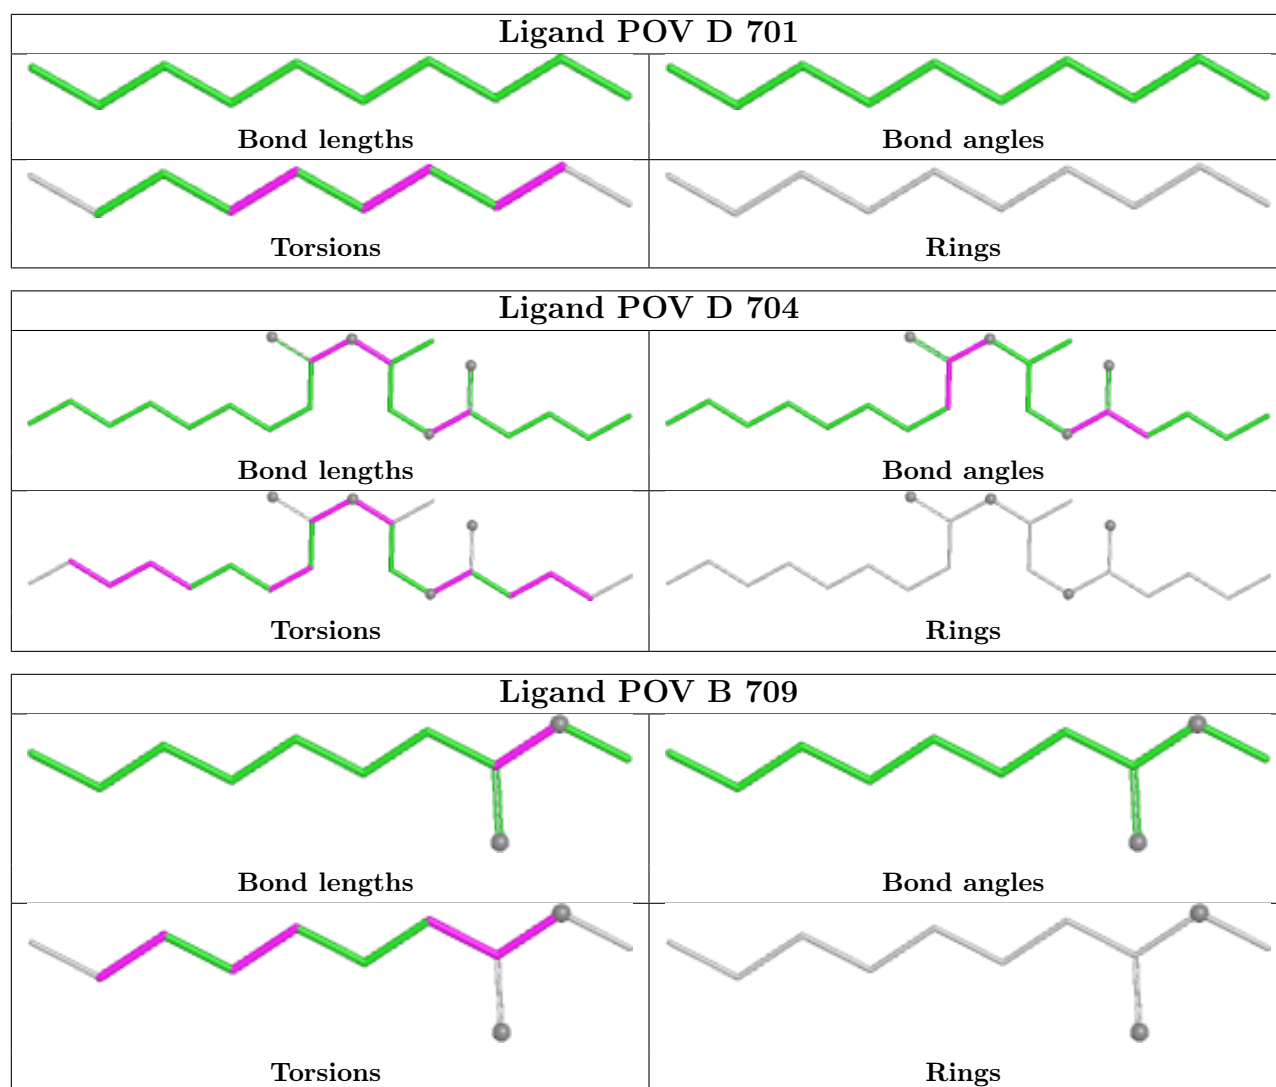 Ligand POV D 701
Bond lengths
Bond angles
Torsions
Rings
Ligand POV D 704
Bond lengths
Bond angles
Torsions
Rings
Ligand POV B 709
Bond lengths
Bond angles
Torsions
Rings